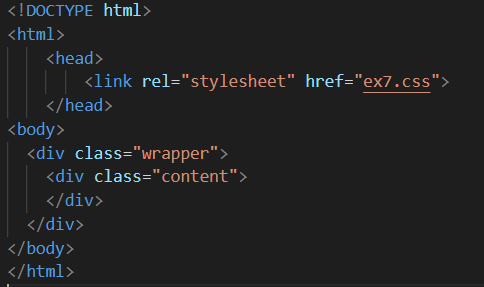 <!DOCTYPE html>
<html>
    <head>
        <link rel="stylesheet" href="ex7.css">
    </head>
<body>
  <div class="wrapper">
    <div class="content">
    </div>
  </div>
</body>
</html>